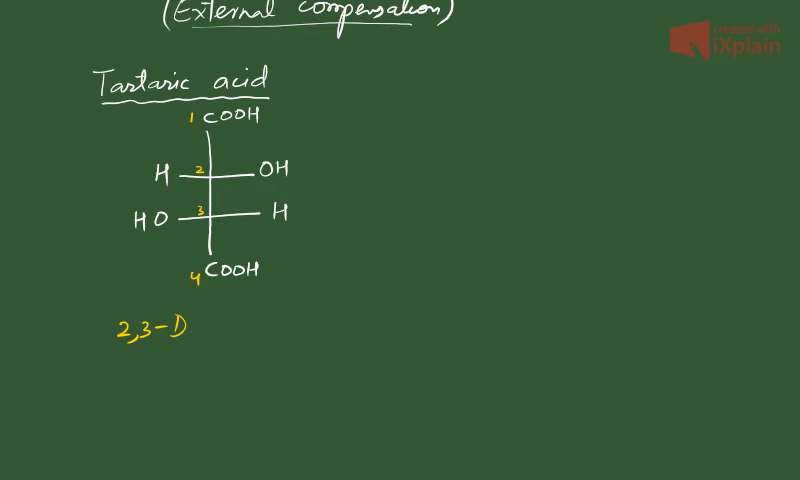 (External compensation)
created with
iXplain
Tartaric acid
1 COOH
H 2 OH
HO 3 H
4 COOH
2,3-D